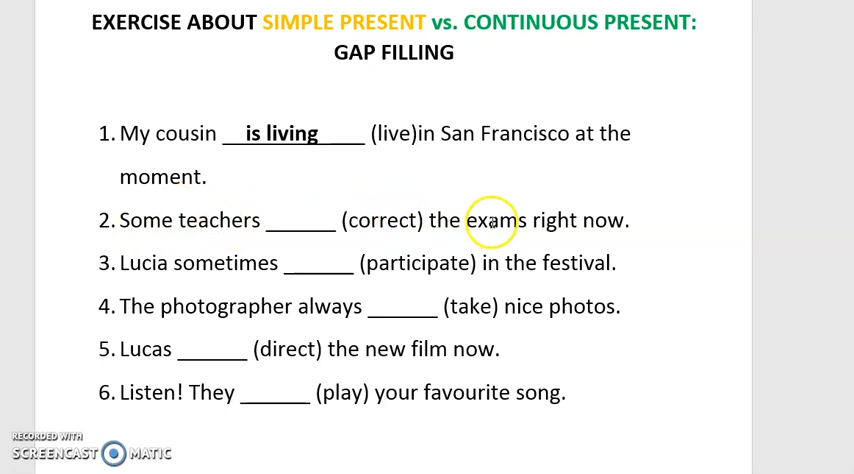 EXERCISE ABOUT SIMPLE PRESENT vs. CONTINUOUS PRESENT:
GAP FILLING
1. My cousin __is living____ (live)in San Francisco at the
moment.
2. Some teachers ______ (correct) the exams right now.
3. Lucia sometimes ______ (participate) in the festival.
4. The photographer always ______ (take) nice photos.
5. Lucas ______ (direct) the new film now.
6. Listen! They ______ (play) your favourite song.
RECORDED WITH
SCREENCAST MATIC